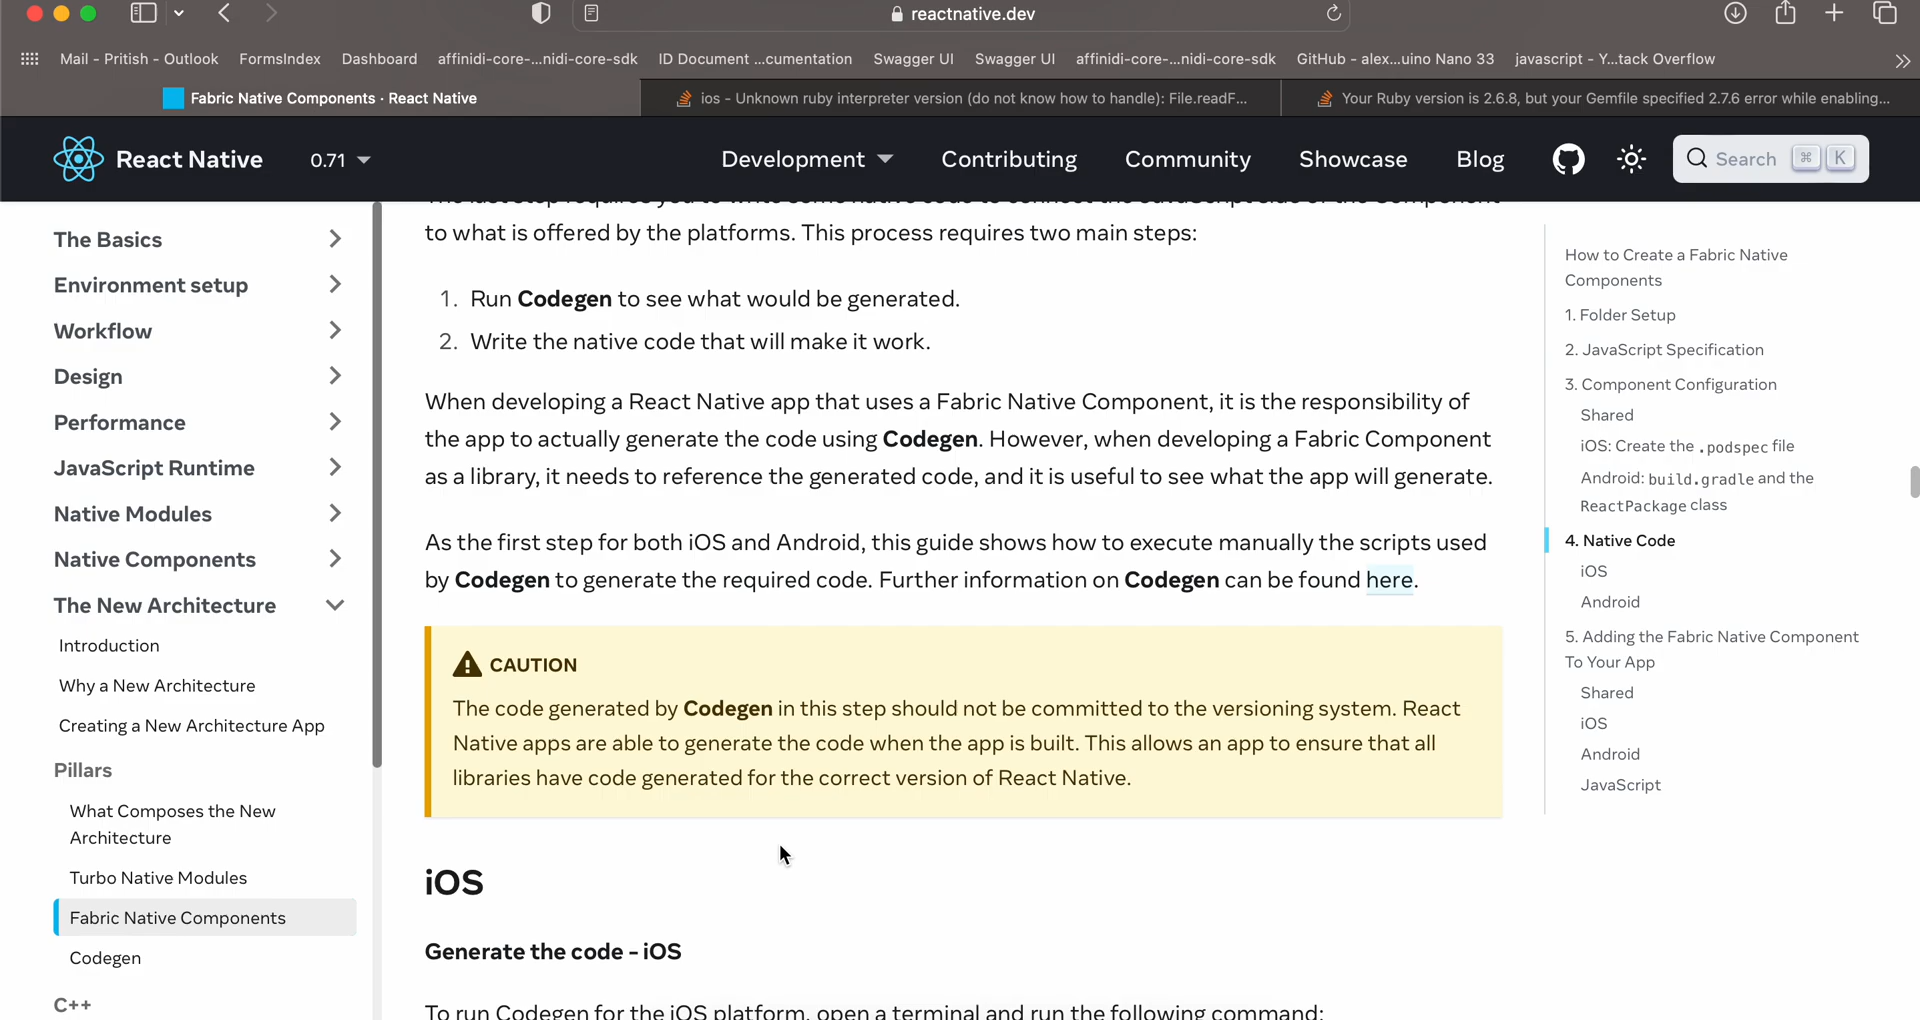 reactnative.dev
Mail - Pritish - Outlook FormsIndex Dashboard affinidi-core-...nidi-core-sdk ID Document ...cumentation Swagger UI Swagger UI affinidi-core-...nidi-core-sdk GitHub - alex...uino Nano 33 javascript - Y...tack Overflow
Fabric Native Components · React Native ios - Unknown ruby interpreter version (do not know how to handle): File.readF... Your Ruby version is 2.6.8, but your Gemfile specified 2.7.6 error while enabling...
React Native 0.71 Development Contributing Community Showcase Blog Search ⌘ K
The Basics
Environment setup
Workflow
Design
Performance
JavaScript Runtime
Native Modules
Native Components
The New Architecture
Introduction
Why a New Architecture
Creating a New Architecture App
Pillars
What Composes the New
Architecture
Turbo Native Modules
Fabric Native Components
Codegen
C++
The last step requires you to write some native code to connect the JavaScript side of the Component
to what is offered by the platforms. This process requires two main steps:
1. Run Codegen to see what would be generated.
2. Write the native code that will make it work.
When developing a React Native app that uses a Fabric Native Component, it is the responsibility of
the app to actually generate the code using Codegen. However, when developing a Fabric Component
as a library, it needs to reference the generated code, and it is useful to see what the app will generate.
As the first step for both iOS and Android, this guide shows how to execute manually the scripts used
by Codegen to generate the required code. Further information on Codegen can be found here.
CAUTION
The code generated by Codegen in this step should not be committed to the versioning system. React
Native apps are able to generate the code when the app is built. This allows an app to ensure that all
libraries have code generated for the correct version of React Native.
iOS
Generate the code - iOS
To run Codegen for the iOS platform, open a terminal and run the following command:
How to Create a Fabric Native
Components
1. Folder Setup
2. JavaScript Specification
3. Component Configuration
Shared
iOS: Create the .podspec file
Android: build.gradle and the
ReactPackage class
4. Native Code
iOS
Android
5. Adding the Fabric Native Component
To Your App
Shared
iOS
Android
JavaScript